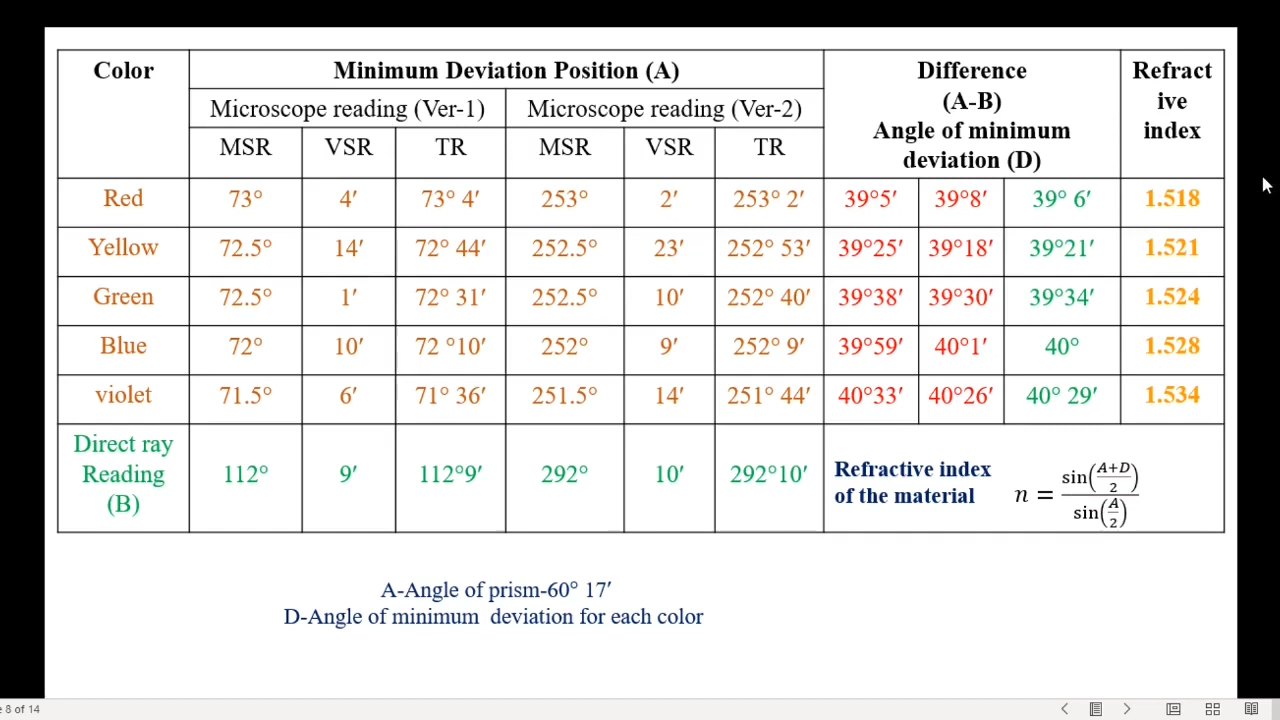 Color Minimum Deviation Position (A) Difference (A-B) Angle of minimum deviation (D) Refract ive index
Microscope reading (Ver-1) Microscope reading (Ver-2)
MSR VSR TR MSR VSR TR
Red 73° 4′ 73° 4′ 253° 2′ 253° 2′ 39°5′ 39°8′ 39° 6′ 1.518
Yellow 72.5° 14′ 72° 44′ 252.5° 23′ 252° 53′ 39°25′ 39°18′ 39°21′ 1.521
Green 72.5° 1′ 72° 31′ 252.5° 10′ 252° 40′ 39°38′ 39°30′ 39°34′ 1.524
Blue 72° 10′ 72 °10′ 252° 9′ 252° 9′ 39°59′ 40°1′ 40° 1.528
violet 71.5° 6′ 71° 36′ 251.5° 14′ 251° 44′ 40°33′ 40°26′ 40° 29′ 1.534
Direct ray Reading (B) 112° 9′ 112°9′ 292° 10′ 292°10′ Refractive index of the material n = sin((A+D)/2) / sin(A/2)
A-Angle of prism-60° 17′
D-Angle of minimum deviation for each color
e 8 of 14